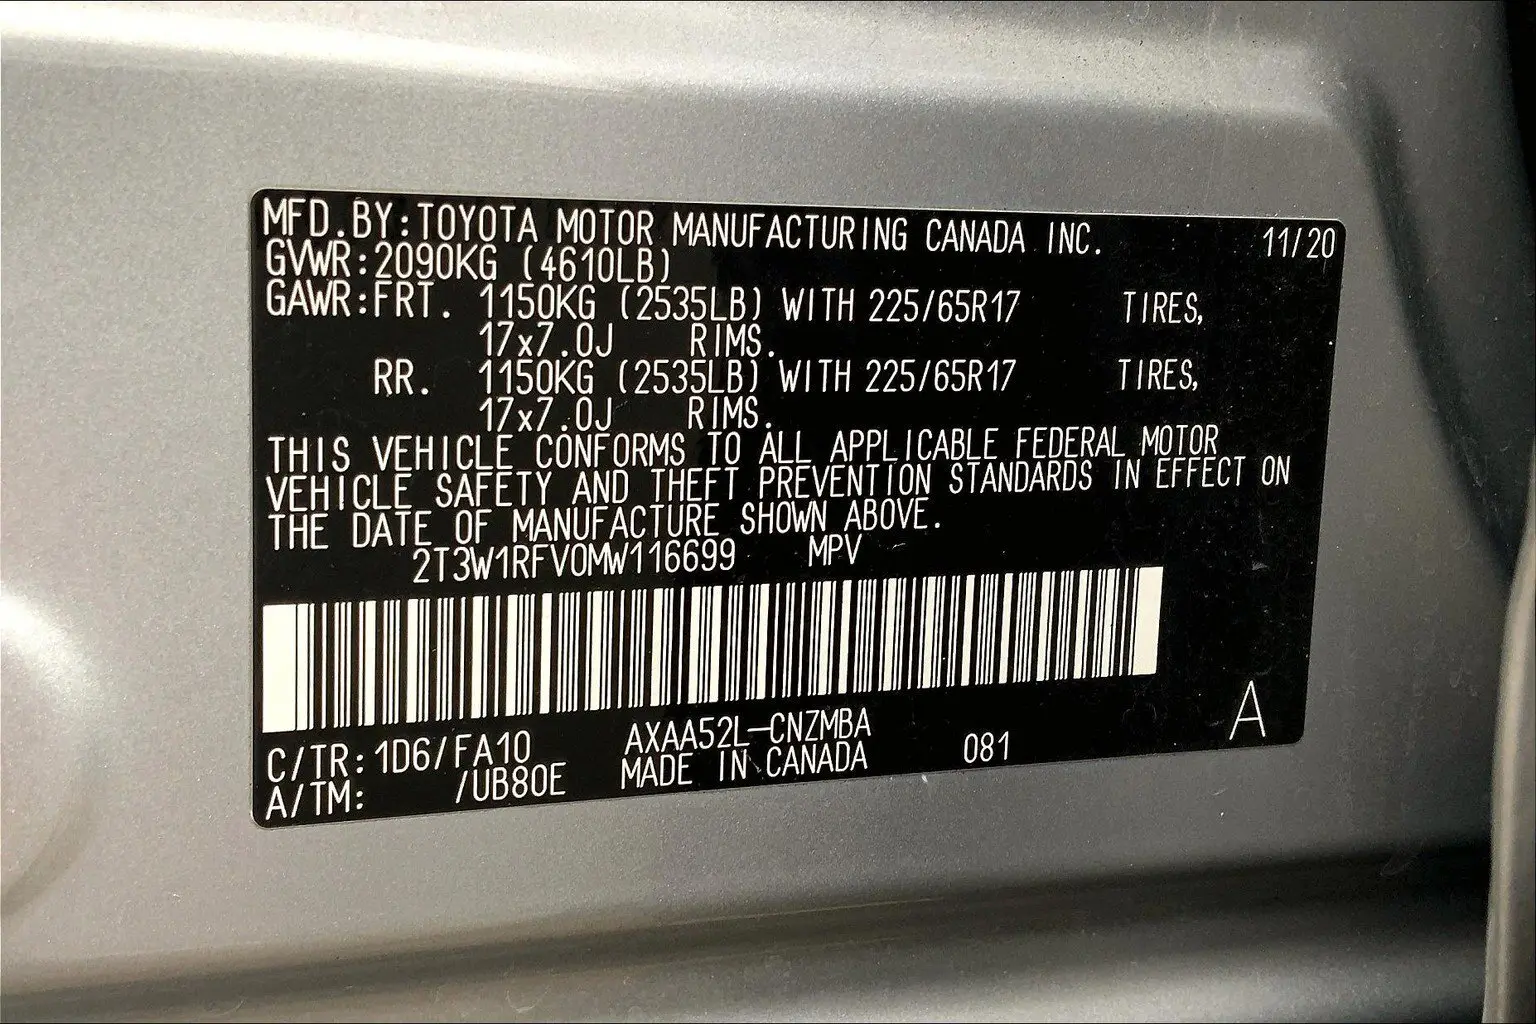 MFD.BY:TOYOTA MOTOR MANUFACTURING CANADA INC. 11/20
GVWR:2090KG (4610LB)
GAWR:FRT. 1150KG (2535LB) WITH 225/65R17 TIRES,
17x7.0J RIMS.
RR. 1150KG (2535LB) WITH 225/65R17 TIRES,
17x7.0J RIMS.
THIS VEHICLE CONFORMS TO ALL APPLICABLE FEDERAL MOTOR
VEHICLE SAFETY AND THEFT PREVENTION STANDARDS IN EFFECT ON
THE DATE OF MANUFACTURE SHOWN ABOVE.
2T3W1RFV0MW116699 MPV
C/TR: 1D6/FA10 AXAA52L-CNZMBA 081 A
A/TM: /UB80E MADE IN CANADA